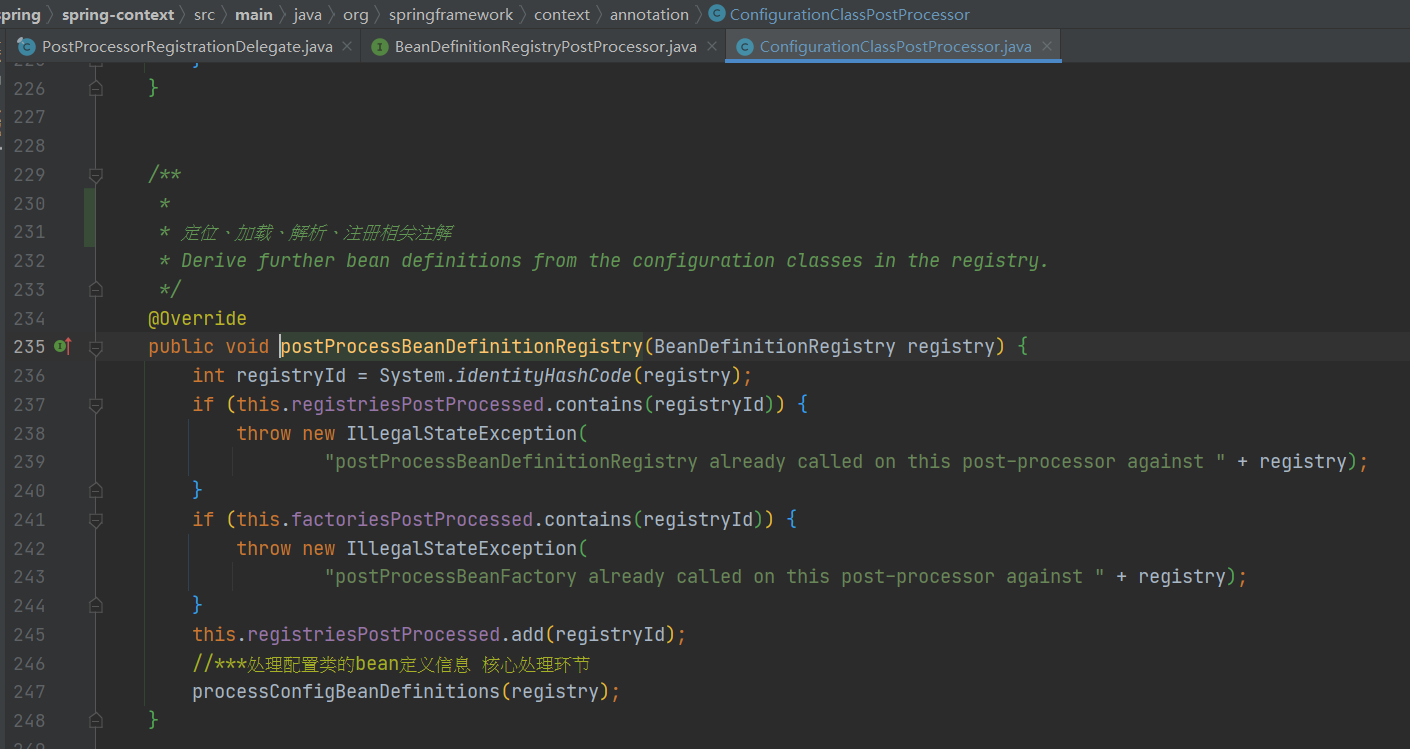 spring › spring-context › src › main › java › org › springframework › context › annotation › ConfigurationClassPostProcessor
PostProcessorRegistrationDelegate.java × BeanDefinitionRegistryPostProcessor.java × ConfigurationClassPostProcessor.java ×
226 }
227
228
229 /**
230 *
231 * 定位、加载、解析、注册相关注解
232 * Derive further bean definitions from the configuration classes in the registry.
233 */
234 @Override
235 public void postProcessBeanDefinitionRegistry(BeanDefinitionRegistry registry) {
236 int registryId = System.identityHashCode(registry);
237 if (this.registriesPostProcessed.contains(registryId)) {
238 throw new IllegalStateException(
239 "postProcessBeanDefinitionRegistry already called on this post-processor against " + registry);
240 }
241 if (this.factoriesPostProcessed.contains(registryId)) {
242 throw new IllegalStateException(
243 "postProcessBeanFactory already called on this post-processor against " + registry);
244 }
245 this.registriesPostProcessed.add(registryId);
246 //***处理配置类的bean定义信息 核心处理环节
247 processConfigBeanDefinitions(registry);
248 }